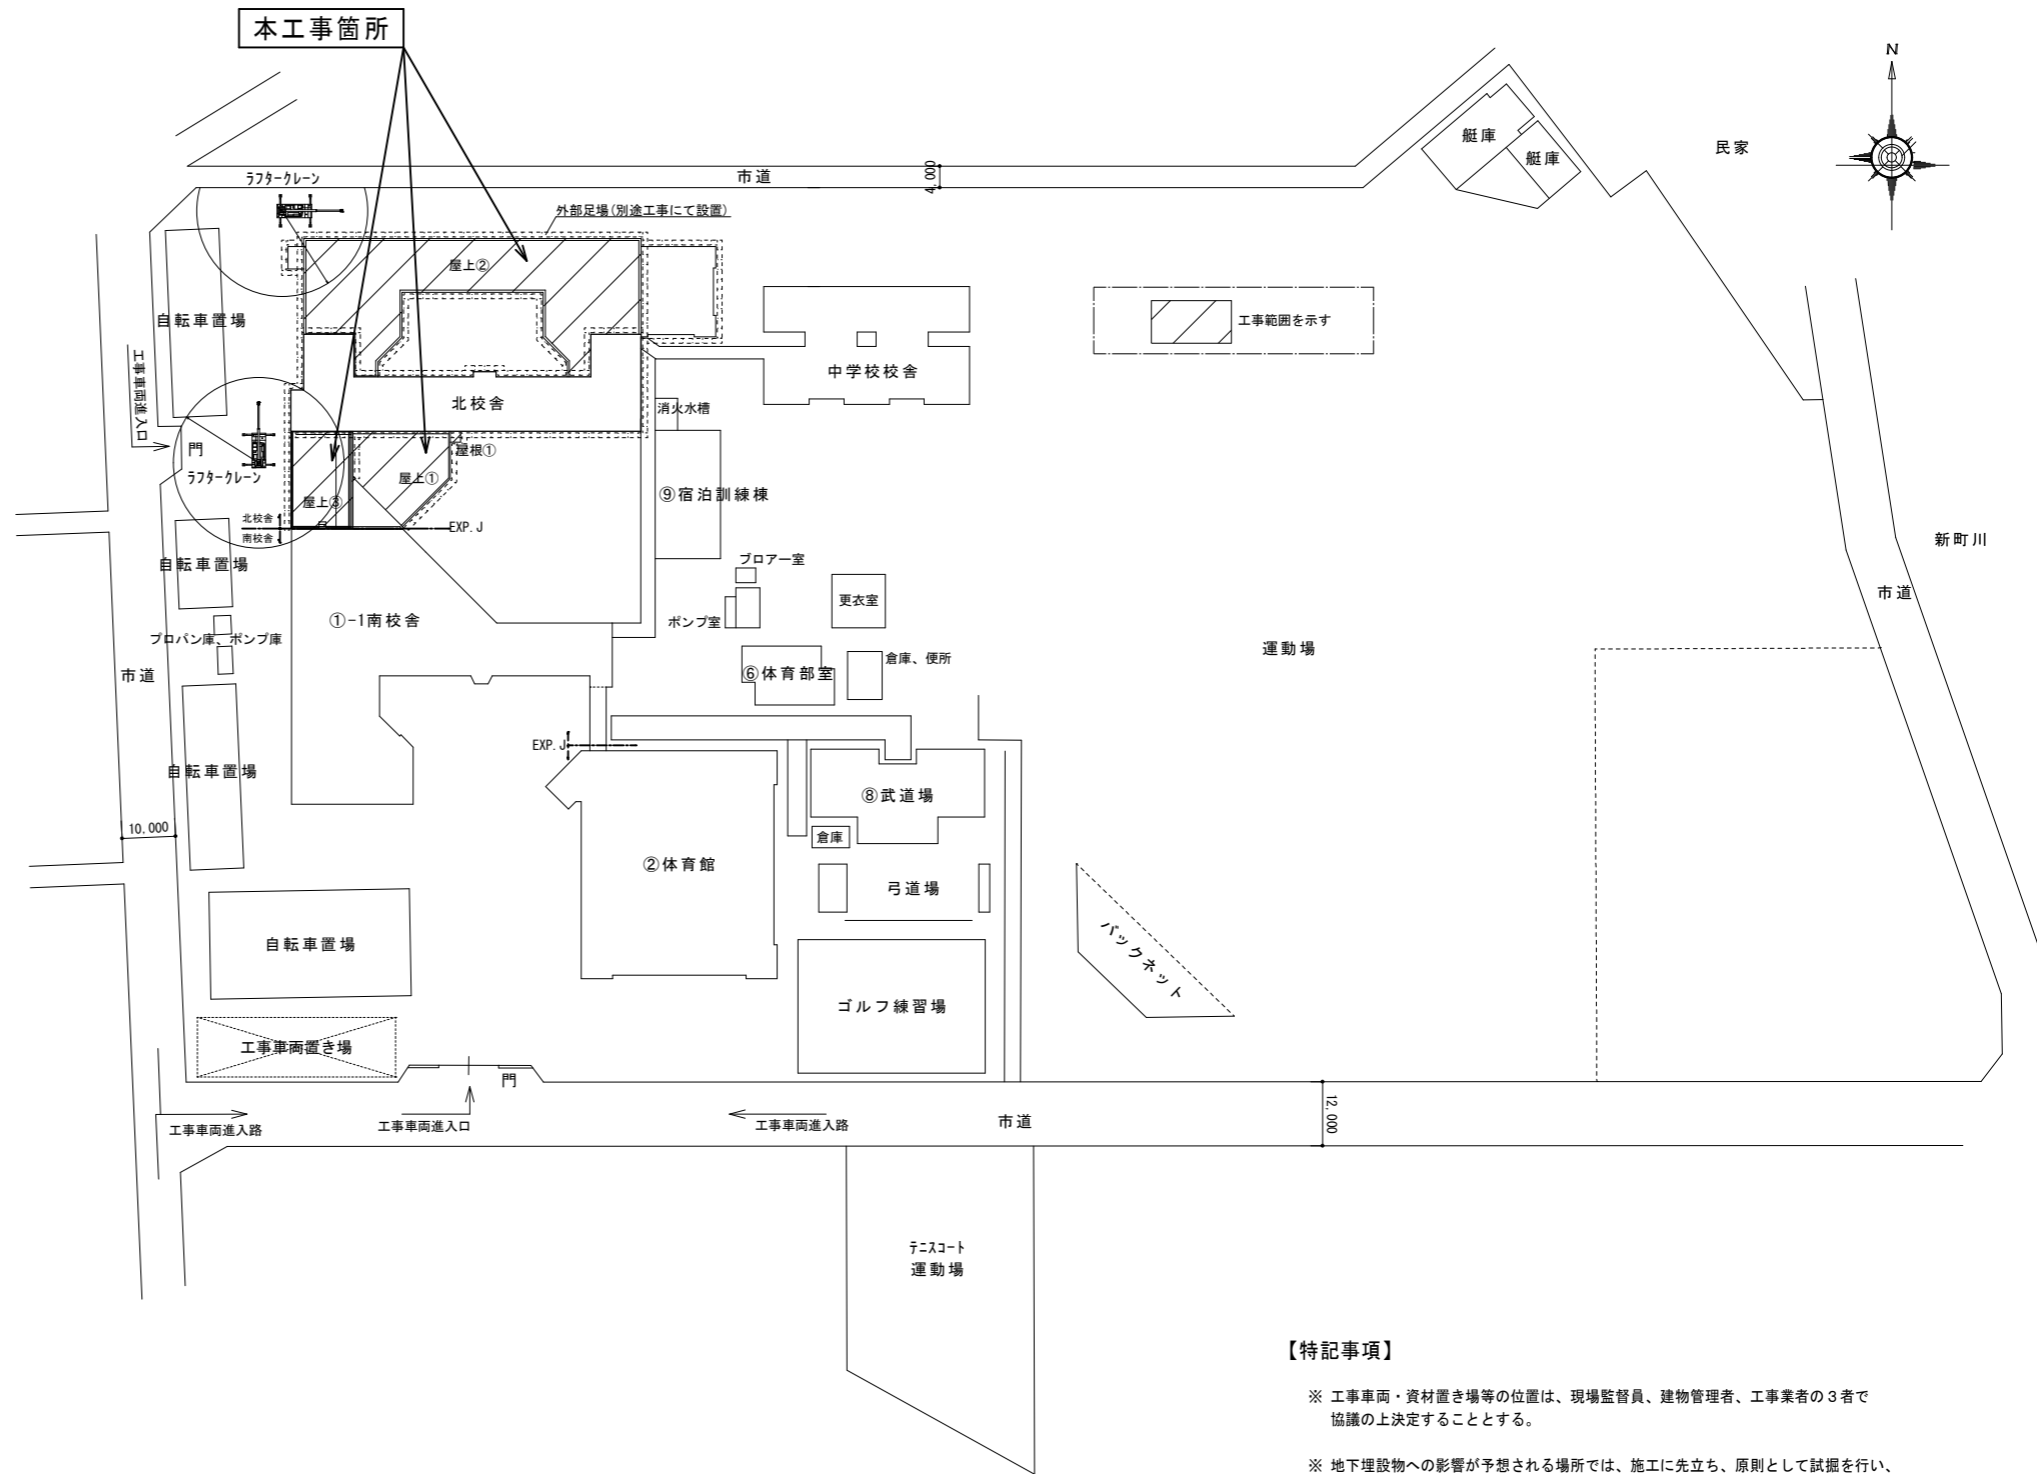 本工事箇所
N
民家
艇庫
艇庫
ラフタークレーン
市道
4,000
外部足場(別途工事にて設置)
屋上②
自転車置場
工事範囲を示す
工事車両進入口
中学校校舎
北校舎
消火水槽
門
屋根①
ラフタークレーン
屋上①
屋上③
⑨宿泊訓練棟
北校舎
南校舎
EXP.J
新町川
自転車置場
ブロアー室
市道
更衣室
①-1南校舎
ポンプ室
プロパン庫、ポンプ庫
運動場
倉庫、便所
市道
⑥体育部室
EXP.J
自転車置場
⑧武道場
10,000
倉庫
②体育館
弓道場
自転車置場
バックネット
ゴルフ練習場
工事車両置き場
門
工事車両進入路
工事車両進入口
工事車両進入路
市道
12,000
テニスコート
運動場
【特記事項】
※ 工事車両・資材置き場等の位置は、現場監督員、建物管理者、工事業者の3者で
協議の上決定することとする。
※ 地下埋設物への影響が予想される場所では、施工に先立ち、原則として試掘を行い、